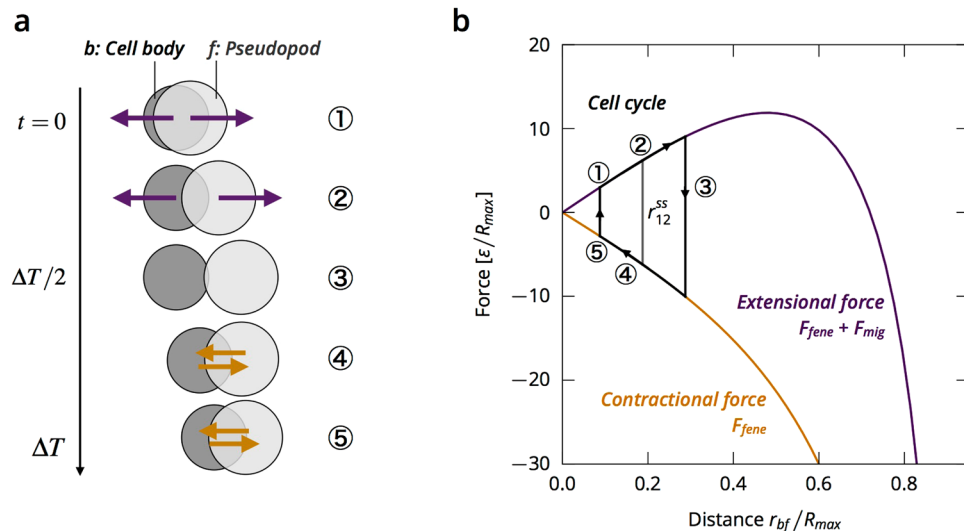 a
b: Cell body
f: Pseudopod
t = 0
①
②
ΔT/2
③
④
ΔT
⑤
b
20
10
0
−10
−20
−30
Force [ε/R_max]
Cell cycle
①
②
③
r_12^ss
⑤
④
Extensional force
F_fene + F_mig
Contractional force
F_fene
0.0
0.2
0.4
0.6
0.8
Distance r_bf/R_max